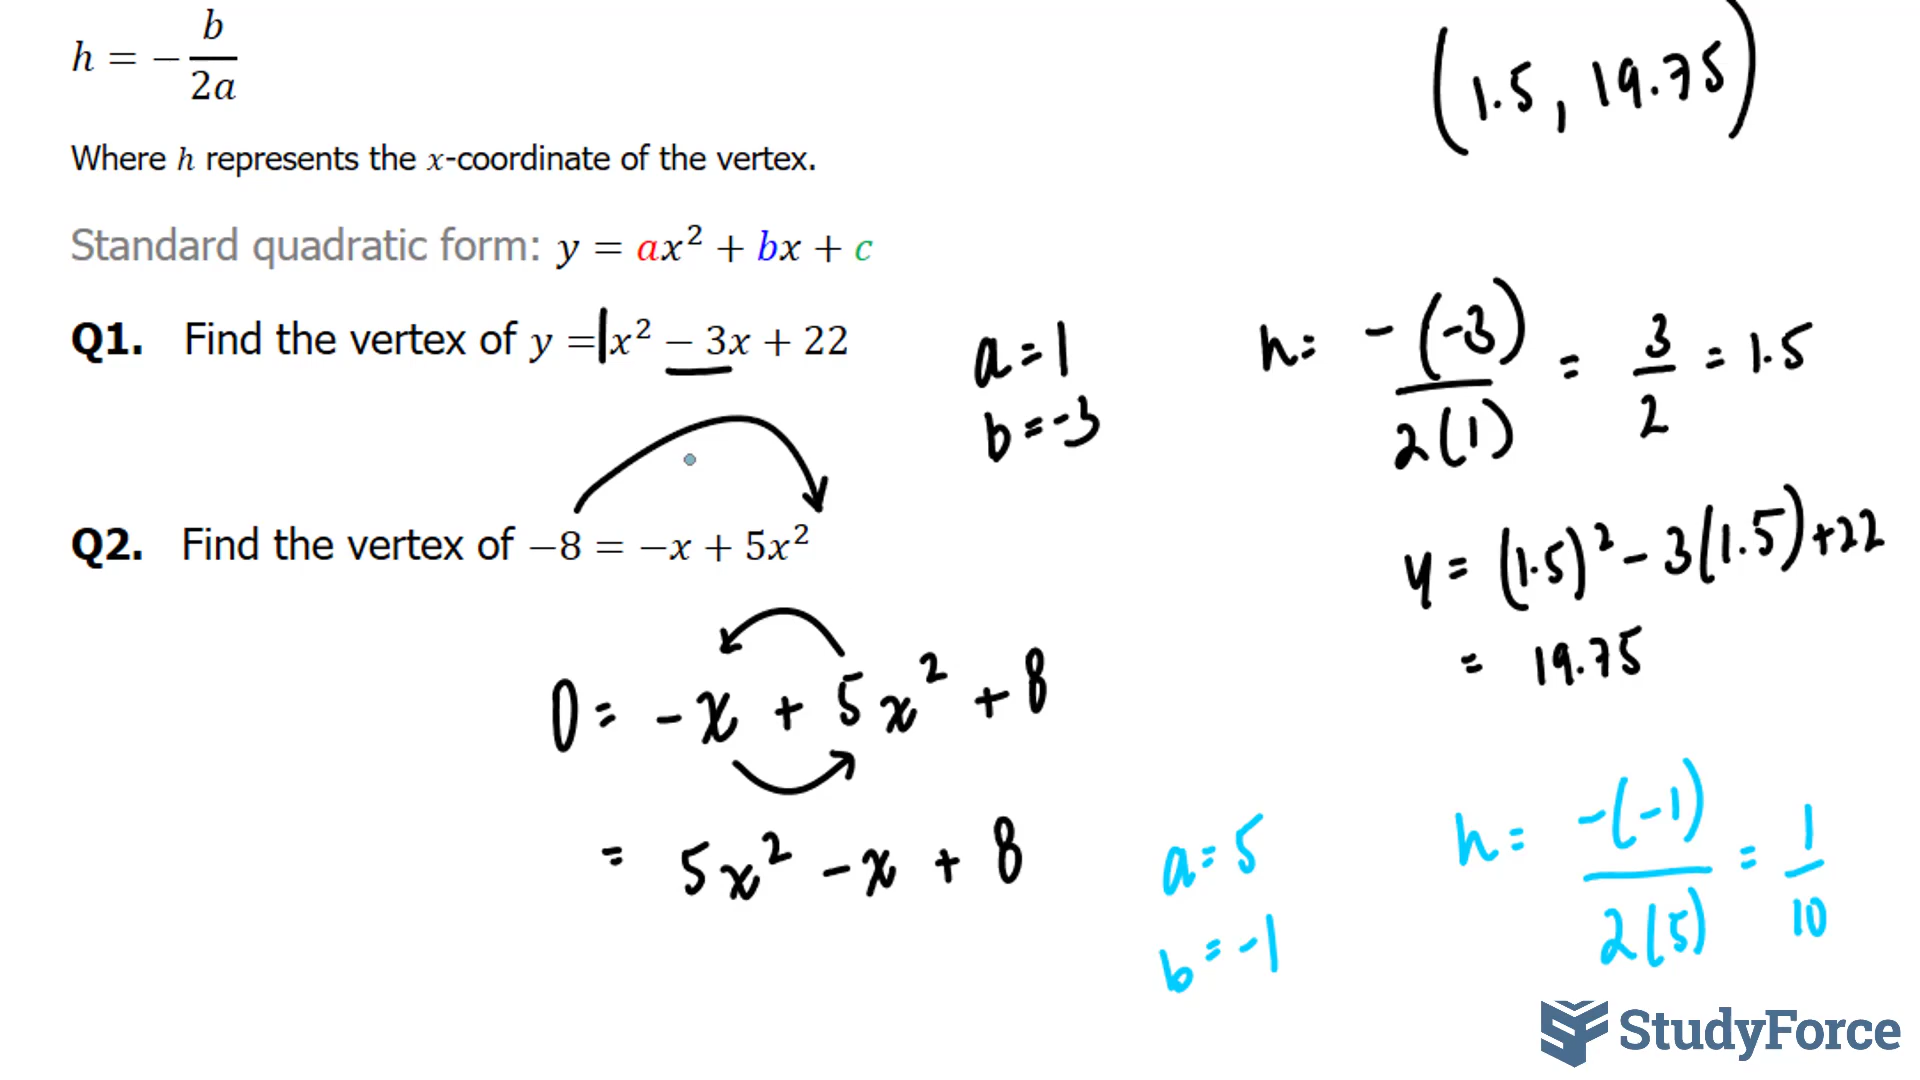 h = − b/2a
(1.5, 19.75)
Where h represents the x-coordinate of the vertex.
Standard quadratic form: y = ax² + bx + c
Q1. Find the vertex of y = 1x² − 3x + 22
a = 1
b = -3
h = -(-3)/2(1) = 3/2 = 1.5
Q2. Find the vertex of −8 = −x + 5x²
y = (1.5)² - 3(1.5) + 22
= 19.75
0 = - x + 5x² + 8
= 5x² - x + 8
a = 5
b = -1
h = -(-1)/2(5) = 1/10
StudyForce